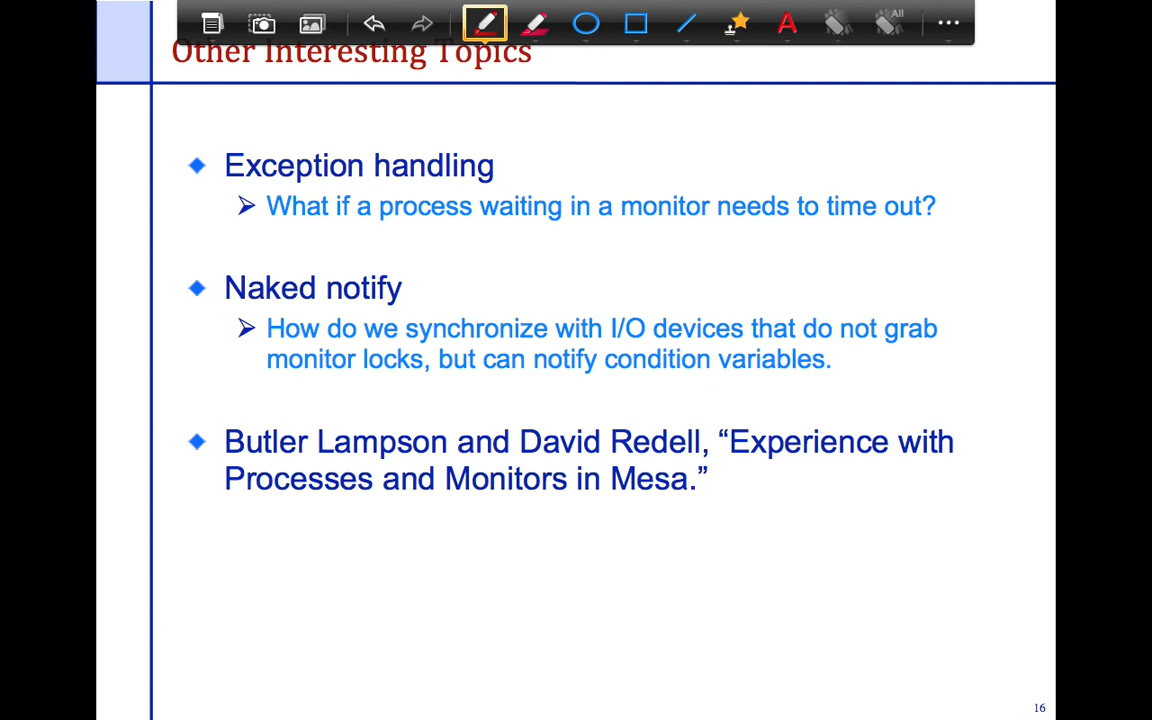 All
A
Other Interesting Topics
Exception handling
What if a process waiting in a monitor needs to time out?
Naked notify
How do we synchronize with I/O devices that do not grab
monitor locks, but can notify condition variables.
Butler Lampson and David Redell, “Experience with
Processes and Monitors in Mesa.”
16